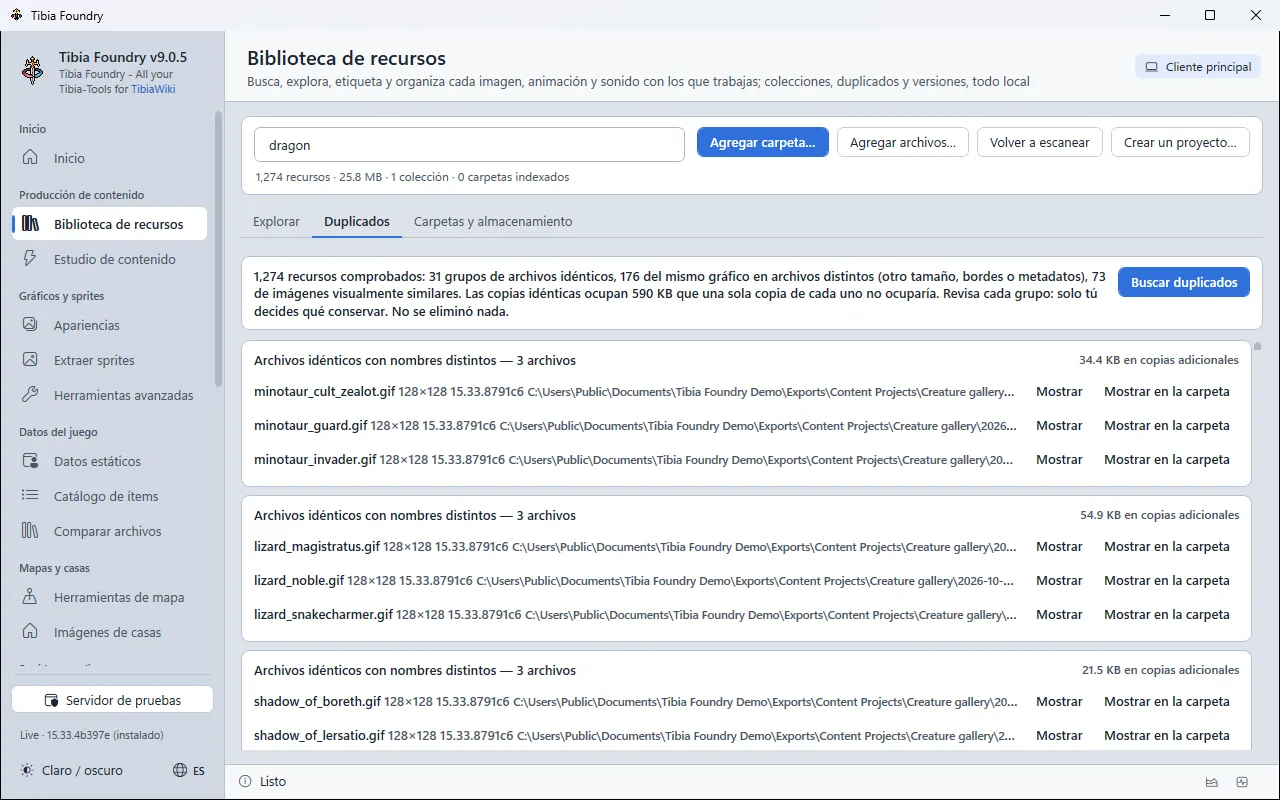 Tibia Foundry
Tibia Foundry v9.0.5
Tibia Foundry - All your
Tibia-Tools for TibiaWiki
Inicio
Inicio
Producción de contenido
Biblioteca de recursos
Estudio de contenido
Gráficos y sprites
Apariencias
Extraer sprites
Herramientas avanzadas
Datos del juego
Datos estáticos
Catálogo de ítems
Comparar archivos
Mapas y casas
Herramientas de mapa
Imágenes de casas
Servidor de pruebas
Live · 15.33.4b397e (instalado)
Claro / oscuro
ES
Biblioteca de recursos
Busca, explora, etiqueta y organiza cada imagen, animación y sonido con los que trabajas; colecciones, duplicados y versiones, todo local
Cliente principal
dragon
Agregar carpeta...
Agregar archivos...
Volver a escanear
Crear un proyecto...
1,274 recursos · 25.8 MB · 1 colección · 0 carpetas indexados
Explorar
Duplicados
Carpetas y almacenamiento
1,274 recursos comprobados: 31 grupos de archivos idénticos, 176 del mismo gráfico en archivos distintos (otro tamaño, bordes o metadatos), 73
de imágenes visualmente similares. Las copias idénticas ocupan 590 KB que una sola copia de cada uno no ocuparía. Revisa cada grupo: solo tú
decides qué conservar. No se eliminó nada.
Buscar duplicados
Archivos idénticos con nombres distintos — 3 archivos
34.4 KB en copias adicionales
minotaur_cult_zealot.gif 128×128 15.33.8791c6 C:\Users\Public\Documents\Tibia Foundry Demo\Exports\Content Projects\Creature gallery... Mostrar Mostrar en la carpeta
minotaur_guard.gif 128×128 15.33.8791c6 C:\Users\Public\Documents\Tibia Foundry Demo\Exports\Content Projects\Creature gallery\2026... Mostrar Mostrar en la carpeta
minotaur_invader.gif 128×128 15.33.8791c6 C:\Users\Public\Documents\Tibia Foundry Demo\Exports\Content Projects\Creature gallery\20... Mostrar Mostrar en la carpeta
Archivos idénticos con nombres distintos — 3 archivos
54.9 KB en copias adicionales
lizard_magistratus.gif 128×128 15.33.8791c6 C:\Users\Public\Documents\Tibia Foundry Demo\Exports\Content Projects\Creature gallery\20... Mostrar Mostrar en la carpeta
lizard_noble.gif 128×128 15.33.8791c6 C:\Users\Public\Documents\Tibia Foundry Demo\Exports\Content Projects\Creature gallery\2026-10-... Mostrar Mostrar en la carpeta
lizard_snakecharmer.gif 128×128 15.33.8791c6 C:\Users\Public\Documents\Tibia Foundry Demo\Exports\Content Projects\Creature gallery\... Mostrar Mostrar en la carpeta
Archivos idénticos con nombres distintos — 3 archivos
21.5 KB en copias adicionales
shadow_of_boreth.gif 128×128 15.33.8791c6 C:\Users\Public\Documents\Tibia Foundry Demo\Exports\Content Projects\Creature gallery\20... Mostrar Mostrar en la carpeta
shadow_of_lersatio.gif 128×128 15.33.8791c6 C:\Users\Public\Documents\Tibia Foundry Demo\Exports\Content Projects\Creature gallery\2... Mostrar Mostrar en la carpeta
Listo